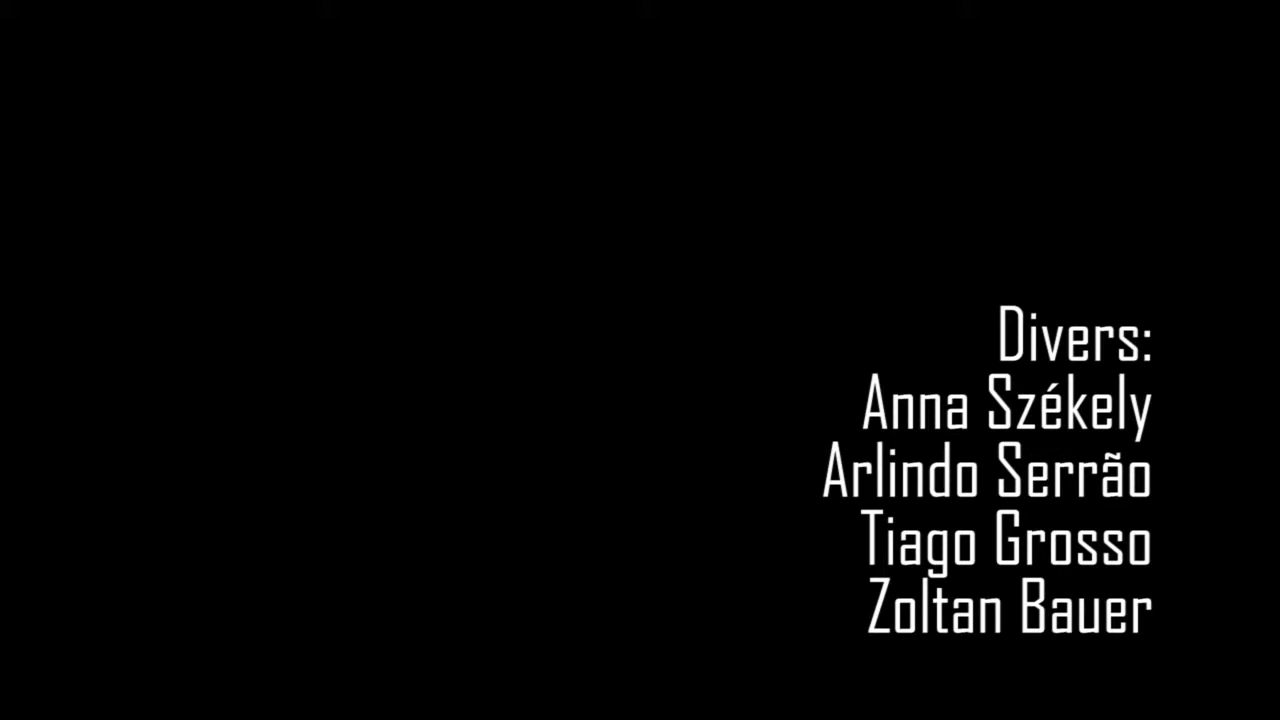 Divers:
Anna Székely
Arlindo Serrão
Tiago Grosso
Zoltan Bauer